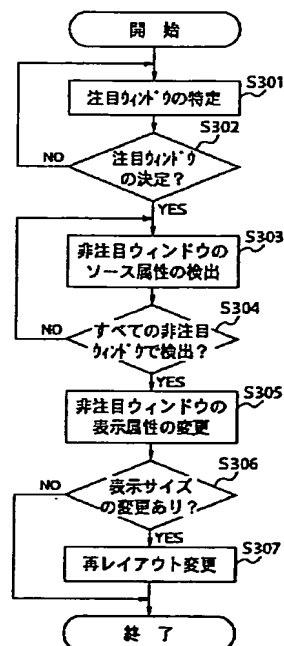 開 始
S301
注目ウィンドウの特定
S302
注目ウィンドウ
の決定？
NO
YES
S303
非注目ウィンドウの
ソース属性の検出
S304
すべての非注目
ウィンドウで検出？
NO
YES
S305
非注目ウィンドウの
表示属性の変更
S306
表示サイズ
の変更あり？
NO
YES
S307
再レイアウト変更
終 了